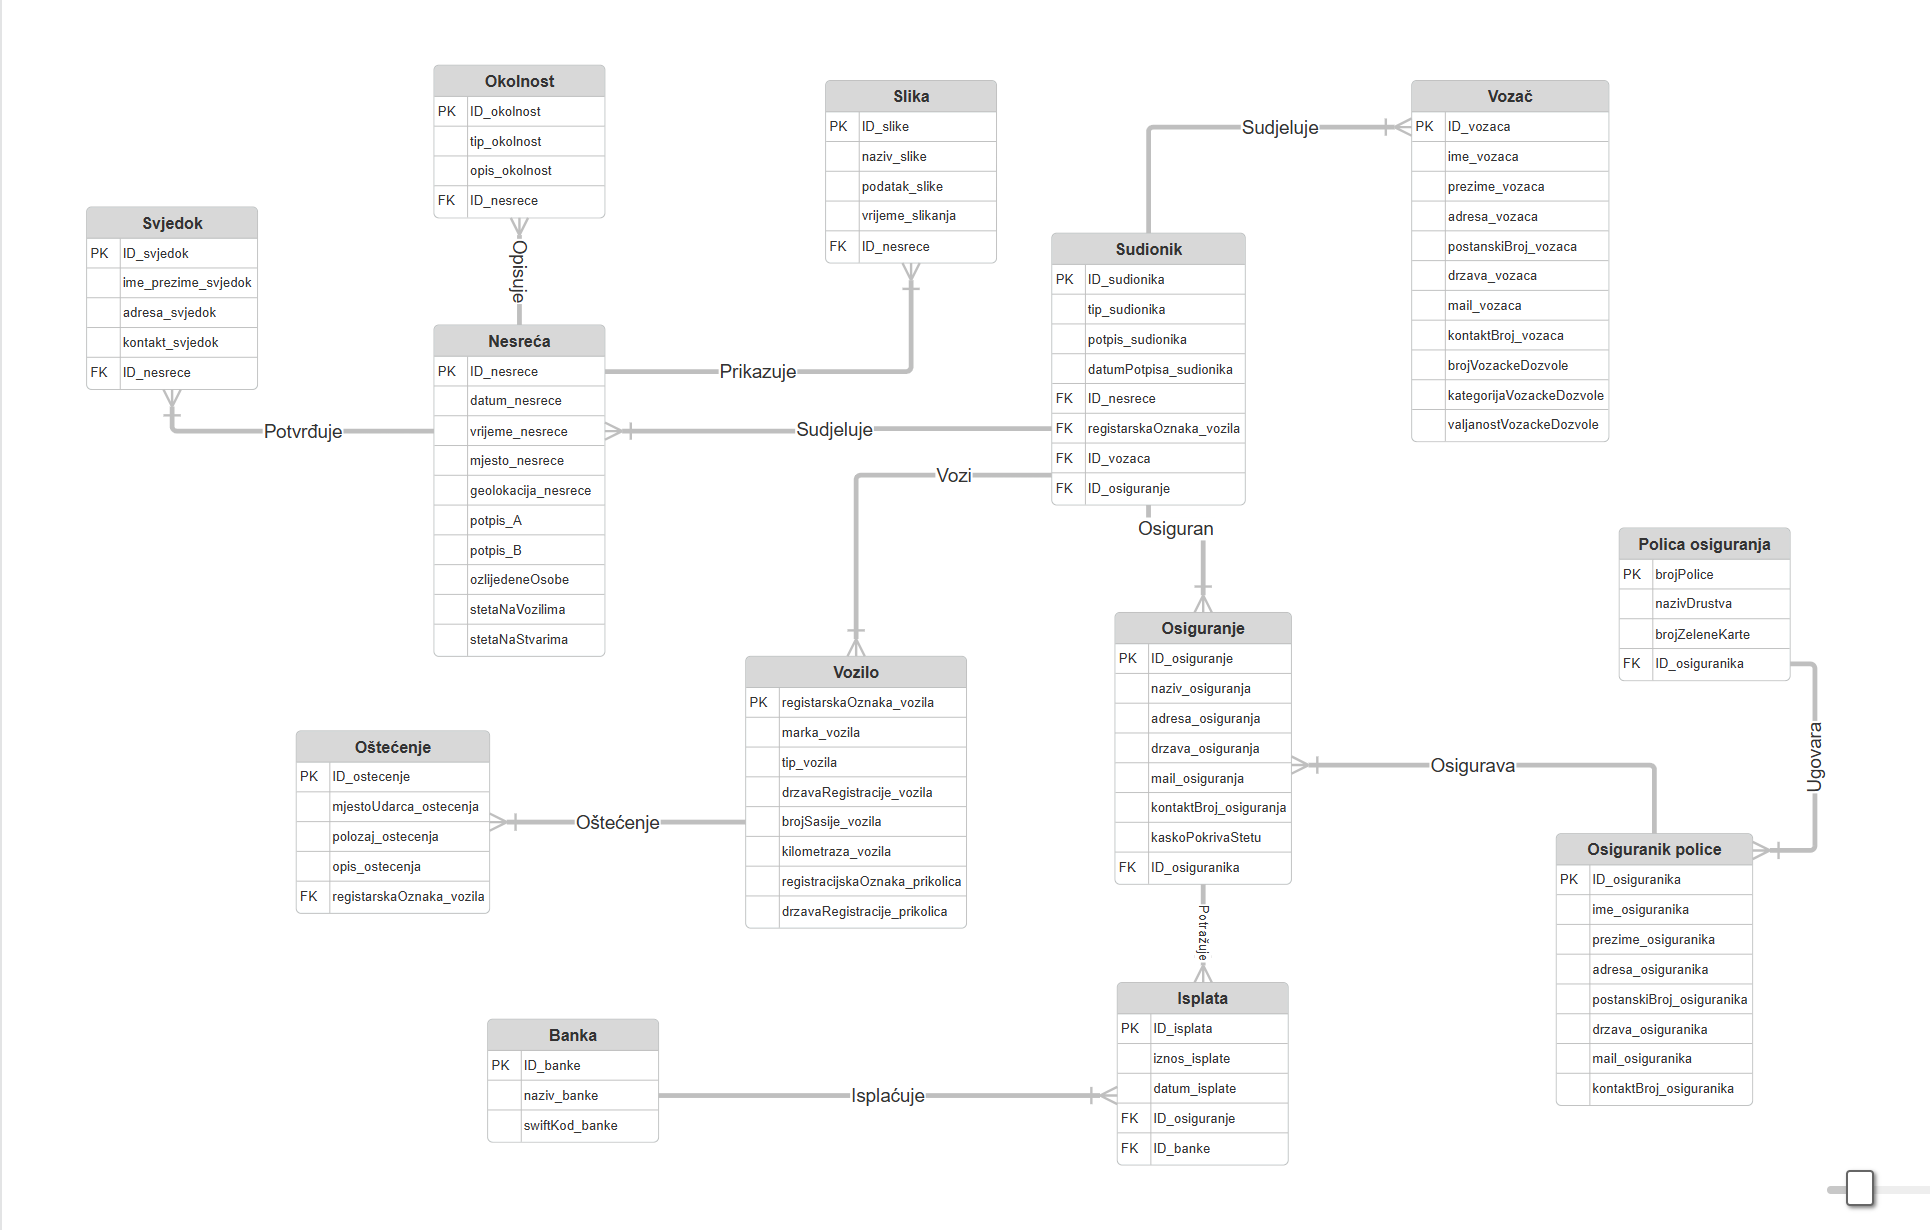 Okolnost
PK ID_okolnost
tip_okolnost
opis_okolnost
FK ID_nesrece
Slika
PK ID_slike
naziv_slike
podatak_slike
vrijeme_slikanja
FK ID_nesrece
Vozač
PK ID_vozaca
ime_vozaca
prezime_vozaca
adresa_vozaca
postanskiBroj_vozaca
drzava_vozaca
mail_vozaca
kontaktBroj_vozaca
brojVozackeDozvole
kategorijaVozackeDozvole
valjanostVozackeDozvole
Sudjeluje
Svjedok
PK ID_svjedok
ime_prezime_svjedok
adresa_svjedok
kontakt_svjedok
FK ID_nesrece
Opisuje
Sudionik
PK ID_sudionika
tip_sudionika
potpis_sudionika
datumPotpisa_sudionika
FK ID_nesrece
FK registarskaOznaka_vozila
FK ID_vozaca
FK ID_osiguranje
Nesreća
PK ID_nesrece
datum_nesrece
vrijeme_nesrece
mjesto_nesrece
geolokacija_nesrece
potpis_A
potpis_B
ozlijedeneOsobe
stetaNaVozilima
stetaNaStvarima
Prikazuje
Potvrđuje
Sudjeluje
Vozi
Osiguran
Polica osiguranja
PK brojPolice
nazivDrustva
brojZeleneKarte
FK ID_osiguranika
Osiguranje
PK ID_osiguranje
naziv_osiguranja
adresa_osiguranja
drzava_osiguranja
mail_osiguranja
kontaktBroj_osiguranja
kaskoPokrivaStetu
FK ID_osiguranika
Vozilo
PK registarskaOznaka_vozila
marka_vozila
tip_vozila
drzavaRegistracije_vozila
brojSasije_vozila
kilometraza_vozila
registracijskaOznaka_prikolica
drzavaRegistracije_prikolica
Oštećenje
PK ID_ostecenje
mjestoUdarca_ostecenja
polozaj_ostecenja
opis_ostecenja
FK registarskaOznaka_vozila
Oštećenje
Osigurava
Ugovara
Osiguranik police
PK ID_osiguranika
ime_osiguranika
prezime_osiguranika
adresa_osiguranika
postanskiBroj_osiguranika
drzava_osiguranika
mail_osiguranika
kontaktBroj_osiguranika
Potražuje
Isplata
PK ID_isplata
iznos_isplate
datum_isplate
FK ID_osiguranje
FK ID_banke
Banka
PK ID_banke
naziv_banke
swiftKod_banke
Isplaćuje